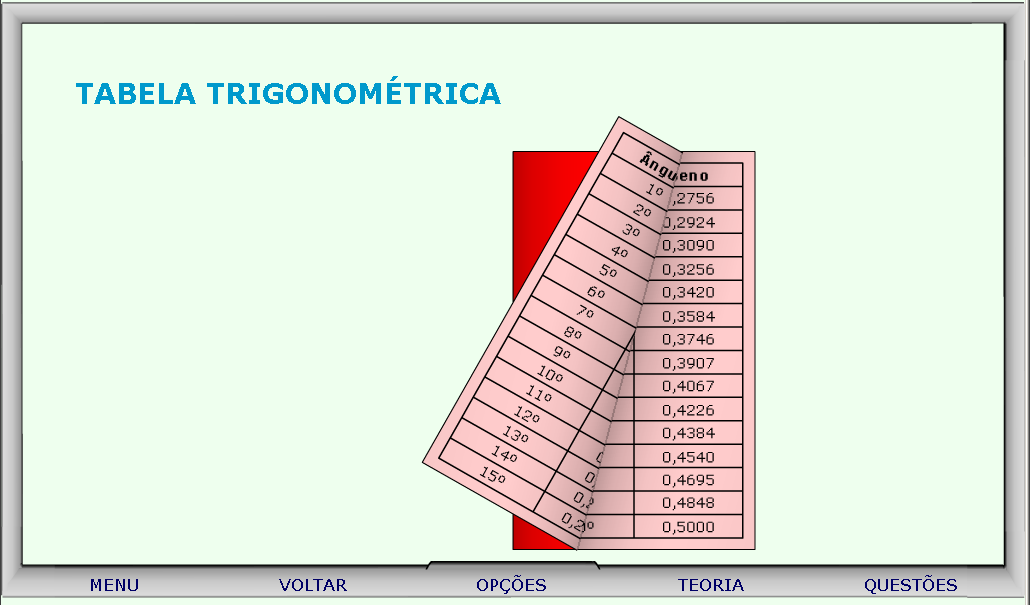 TABELA TRIGONOMÉTRICA
1º
2º
3º
4º
5º
6º
7º
8º
9º
10º
11º
12º
13º
14º
15º
0,2756
0,2924
0,3090
0,3256
0,3420
0,3584
0,3746
0,3907
0,4067
0,4226
0,4384
0,4540
0,4695
0,4848
0,5000
MENU VOLTAR OPÇÕES TEORIA QUESTÕES